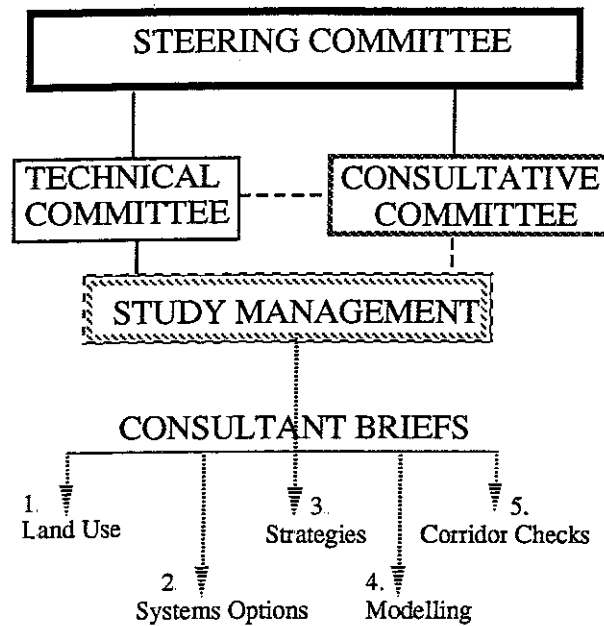 STEERING COMMITTEE
TECHNICAL
COMMITTEE
CONSULTATIVE
COMMITTEE
STUDY MANAGEMENT
CONSULTANT BRIEFS
1.
Land Use
2.
Systems Options
3.
Strategies
4.
Modelling
5.
Corridor Checks